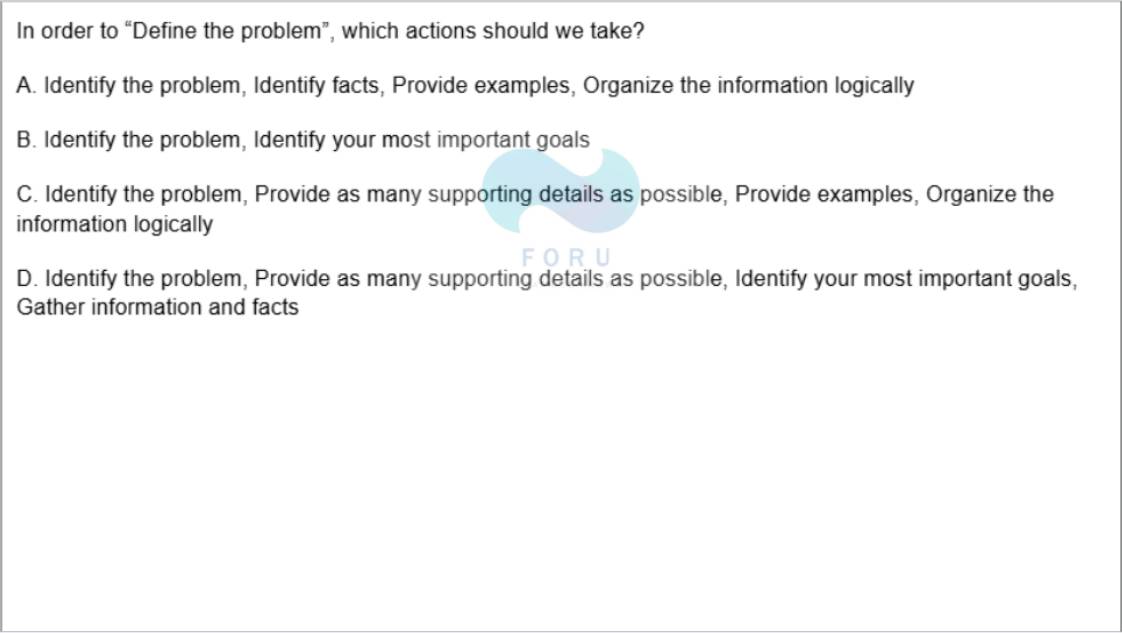 In order to “Define the problem”, which actions should we take?
A. Identify the problem, Identify facts, Provide examples, Organize the information logically
B. Identify the problem, Identify your most important goals
C. Identify the problem, Provide as many supporting details as possible, Provide examples, Organize the
information logically
FORU
D. Identify the problem, Provide as many supporting details as possible, Identify your most important goals,
Gather information and facts